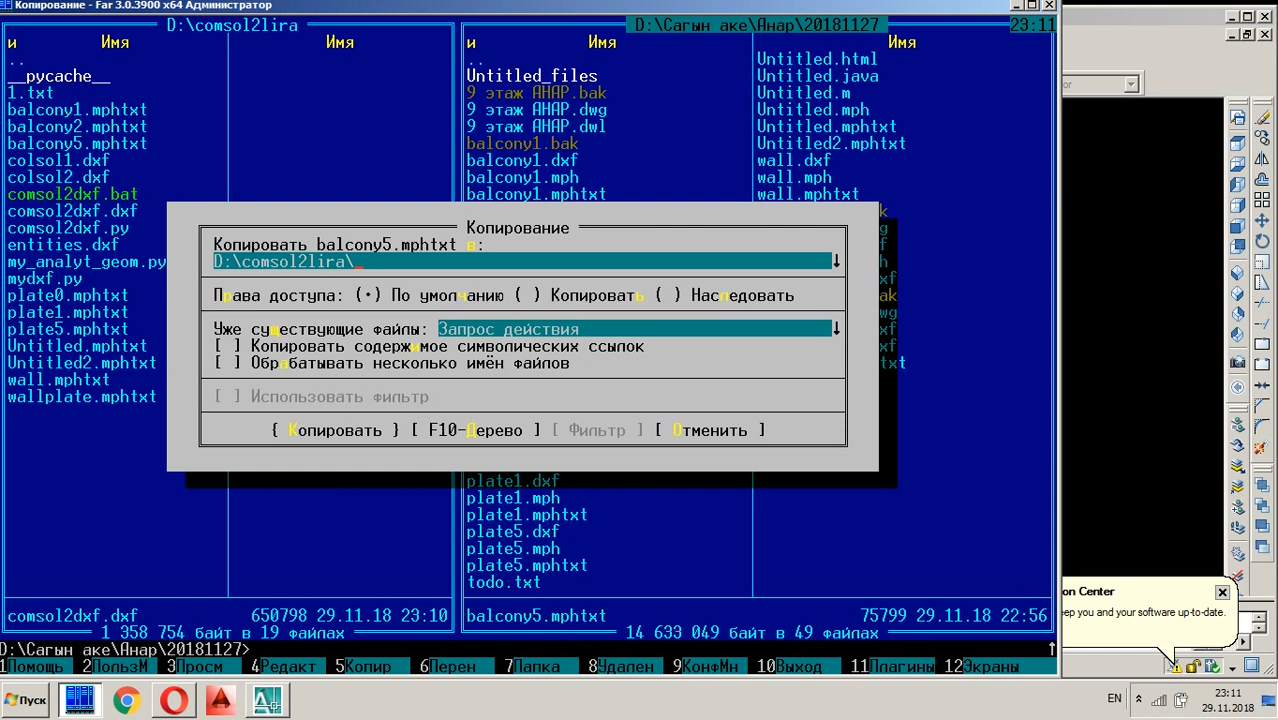 Копирование - Far 3.0.3900 x64 Администратор
D:\comsol2lira
и Имя Имя
..
__pycache__
1.txt
balcony1.mphtxt
balcony2.mphtxt
balcony5.mphtxt
colsol1.dxf
colsol2.dxf
comsol2dxf.bat
comsol2dxf.dxf
comsol2dxf.py
entities.dxf
my_analyt_geom.py
mydxf.py
plate0.mphtxt
plate1.mphtxt
plate5.mphtxt
Untitled.mphtxt
Untitled2.mphtxt
wall.mphtxt
wallplate.mphtxt
comsol2dxf.dxf 650798 29.11.18 23:10
1 358 754 байт в 19 файлах
D:\Сагын аке\Анар\20181127 23:11
и Имя Имя
..
Untitled_files
9 этаж АНАР.bak
9 этаж АНАР.dwg
9 этаж АНАР.dwl
balcony1.bak
balcony1.dxf
balcony1.mph
balcony1.mphtxt
Untitled.html
Untitled.java
Untitled.m
Untitled.mph
Untitled.mphtxt
Untitled2.mphtxt
wall.dxf
wall.mph
wall.mphtxt
Копирование
Копировать balcony5.mphtxt в:
D:\comsol2lira\
Права доступа: (•) По умолчанию ( ) Копировать ( ) Наследовать
Уже существующие файлы: Запрос действия
[ ] Копировать содержимое символических ссылок
[ ] Обрабатывать несколько имён файлов
[ ] Использовать фильтр
{ Копировать } [ F10-Дерево ] [ Фильтр ] [ Отменить ]
plate1.dxf
plate1.mph
plate1.mphtxt
plate5.dxf
plate5.mph
plate5.mphtxt
todo.txt
balcony5.mphtxt 75799 29.11.18 22:56
14 633 049 байт в 49 файлах
D:\Сагын аке\Анар\20181127>
1Помощь 2ПользМ 3Просм 4Редакт 5Копир 6Перен 7Папка 8Удален 9КонфМн 10Выход 11Плагины 12Экраны
on Center
eep you and your software up-to-date.
Пуск
EN
23:11
29.11.2018